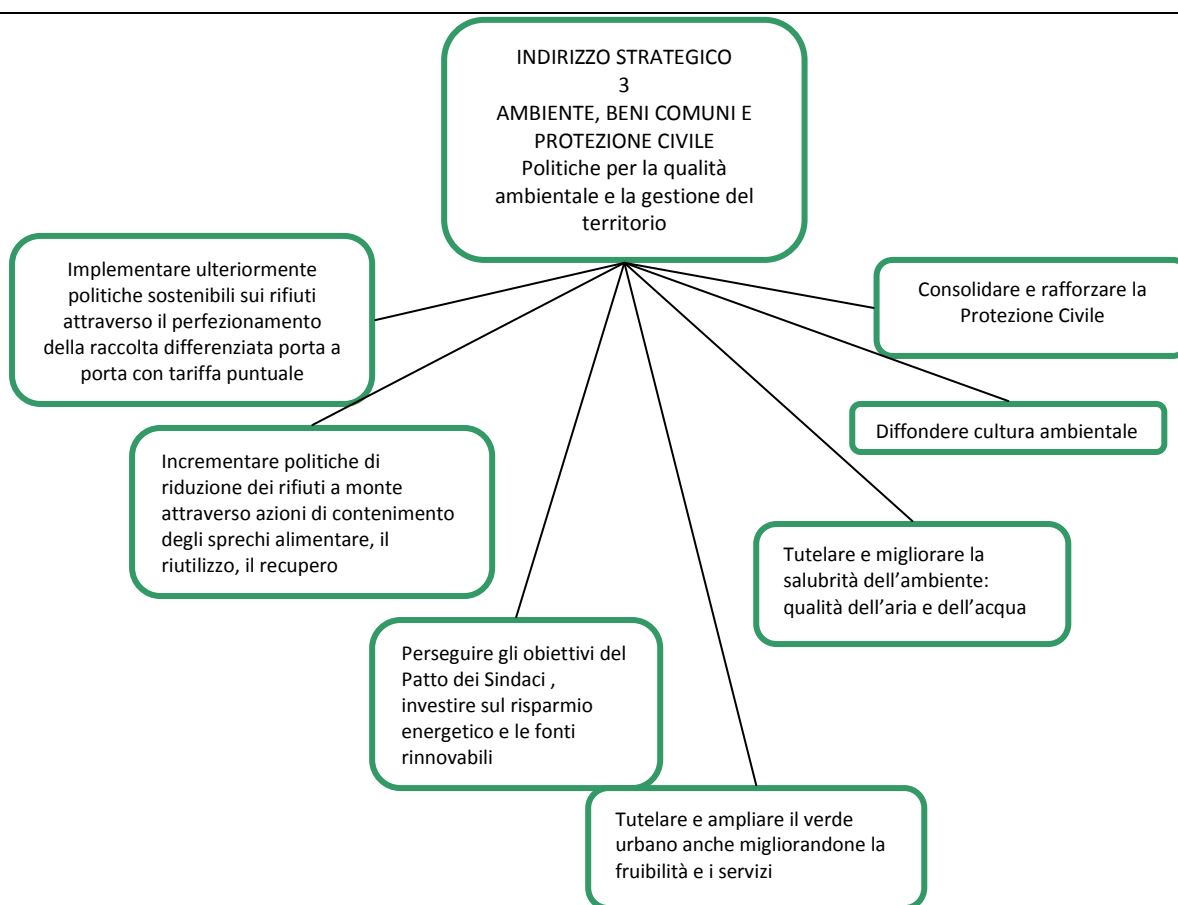 INDIRIZZO STRATEGICO
3
AMBIENTE, BENI COMUNI E
PROTEZIONE CIVILE
Politiche per la qualità
ambientale e la gestione del
territorio
Implementare ulteriormente
politiche sostenibili sui rifiuti
attraverso il perfezionamento
della raccolta differenziata porta a
porta con tariffa puntuale
Consolidare e rafforzare la
Protezione Civile
Diffondere cultura ambientale
Incrementare politiche di
riduzione dei rifiuti a monte
attraverso azioni di contenimento
degli sprechi alimentare, il
riutilizzo, il recupero
Tutelare e migliorare la
salubrità dell’ambiente:
qualità dell’aria e dell’acqua
Perseguire gli obiettivi del
Patto dei Sindaci ,
investire sul risparmio
energetico e le fonti
rinnovabili
Tutelare e ampliare il verde
urbano anche migliorandone la
fruibilità e i servizi